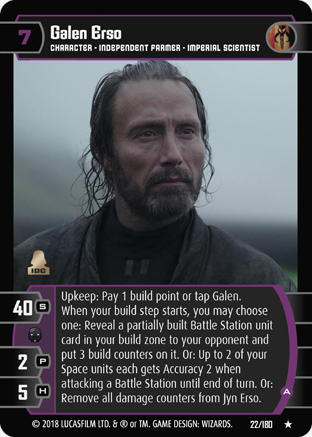 7
Galen Erso
CHARACTER • INDEPENDENT FARMER • IMPERIAL SCIENTIST
IDC
40 S
2 P
5 H
Upkeep: Pay 1 build point or tap Galen.
When your build step starts, you may choose
one: Reveal a partially built Battle Station unit
card in your build zone to your opponent and
put 3 build counters on it. Or: Up to 2 of your
Space units each get Accuracy 2 when
attacking a Battle Station until end of turn. Or:
Remove all damage counters from Jyn Erso.
A
© 2018 LUCASFILM LTD. & ® or TM. GAME DESIGN: WIZARDS.
22/180 ★